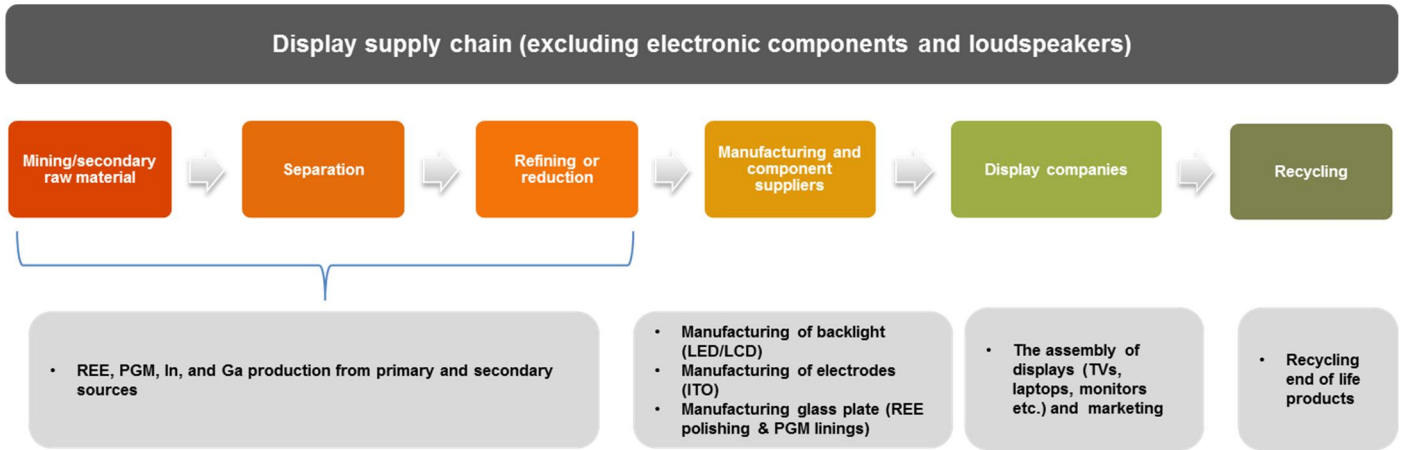 Display supply chain (excluding electronic components and loudspeakers)
Mining/secondary
raw material
Separation
Refining or
reduction
Manufacturing and
component
suppliers
Display companies
Recycling
• REE, PGM, In, and Ga production from primary and secondary
sources
• Manufacturing of backlight
(LED/LCD)
• Manufacturing of electrodes
(ITO)
• Manufacturing glass plate (REE
polishing & PGM linings)
• The assembly of
displays (TVs,
laptops, monitors
etc.) and marketing
• Recycling
end of life
products